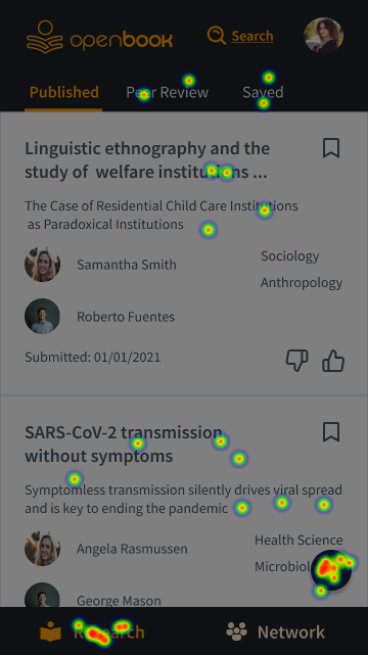 openbook
Search
Published Peer Review Saved
Linguistic ethnography and the
study of welfare institutions ...
The Case of Residential Child Care Institutions
as Paradoxical Institutions
Samantha Smith
Sociology
Anthropology
Roberto Fuentes
Submitted: 01/01/2021
SARS-CoV-2 transmission
without symptoms
Symptomless transmission silently drives viral spread
and is key to ending the pandemic
Angela Rasmussen
Health Science
George Mason
Research Network